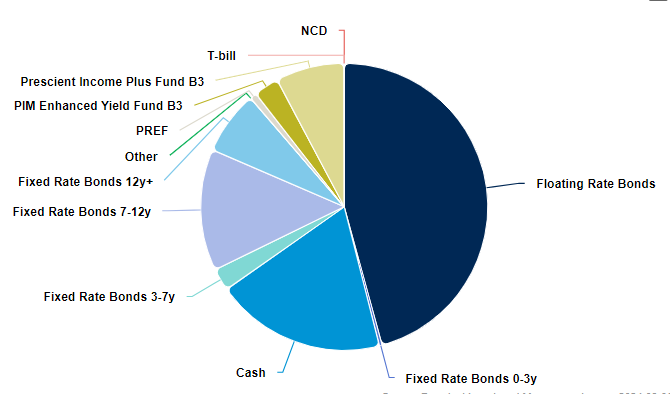 NCD
T-bill
Prescient Income Plus Fund B3
PIM Enhanced Yield Fund B3
PREF
Other
Fixed Rate Bonds 12y+
Floating Rate Bonds
Fixed Rate Bonds 7-12y
Fixed Rate Bonds 3-7y
Cash
Fixed Rate Bonds 0-3y